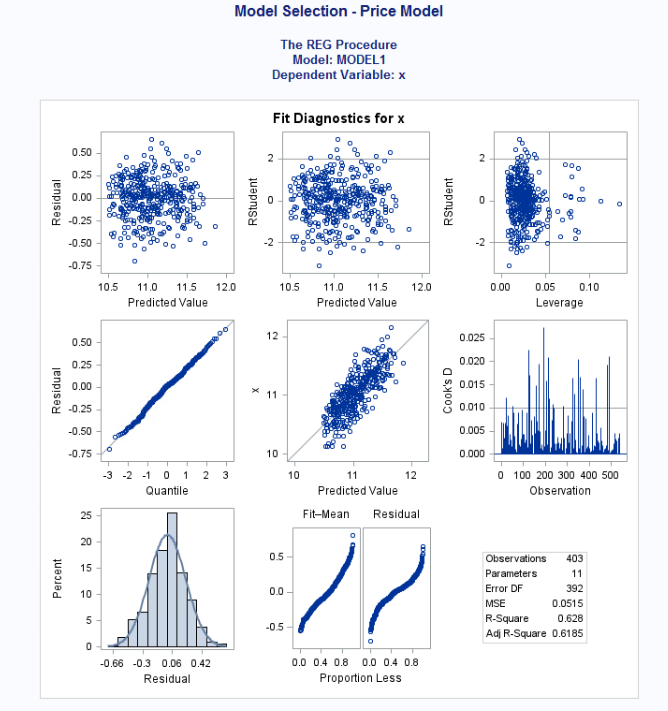 Model Selection - Price Model
The REG Procedure
Model: MODEL1
Dependent Variable: x
Fit Diagnostics for x
0.50
0.25
0.00
-0.25
-0.50
-0.75
Residual
10.5 11.0 11.5 12.0
Predicted Value
2
0
-2
RStudent
10.5 11.0 11.5 12.0
Predicted Value
2
0
-2
RStudent
0.00 0.05 0.10
Leverage
0.50
0.25
0.00
-0.25
-0.50
-0.75
Residual
-3 -2 -1 0 1 2 3
Quantile
12
11
10
x
10 11 12
Predicted Value
0.025
0.020
0.015
0.010
0.005
0.000
Cook's D
0 100 200 300 400 500
Observation
25
20
15
10
5
0
Percent
-0.66 -0.3 0.06 0.42
Residual
Fit–Mean Residual
0.5
0.0
-0.5
0.0 0.4 0.8 0.0 0.4 0.8
Proportion Less
Observations 403
Parameters 11
Error DF 392
MSE 0.0515
R-Square 0.628
Adj R-Square 0.6185